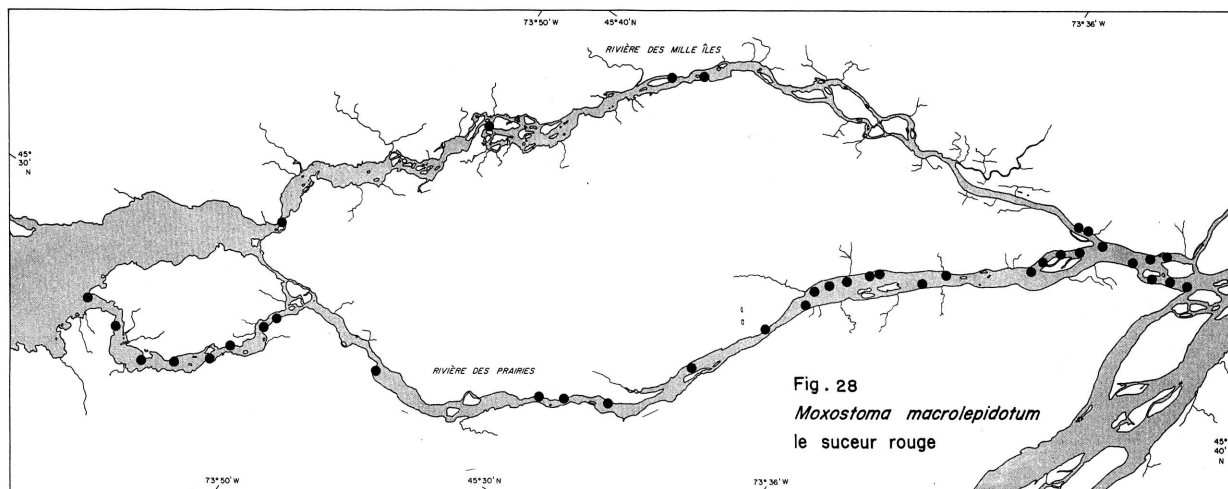 73°50' W
45°40' N
73°36' W
RIVIÈRE DES MILLE ÎLES
45°
30'
N
RIVIÈRE DES PRAIRIES
Fig. 28
Moxostoma macrolepidotum
le suceur rouge
45°
40'
N
73°50' W
45°30' N
73°36' W